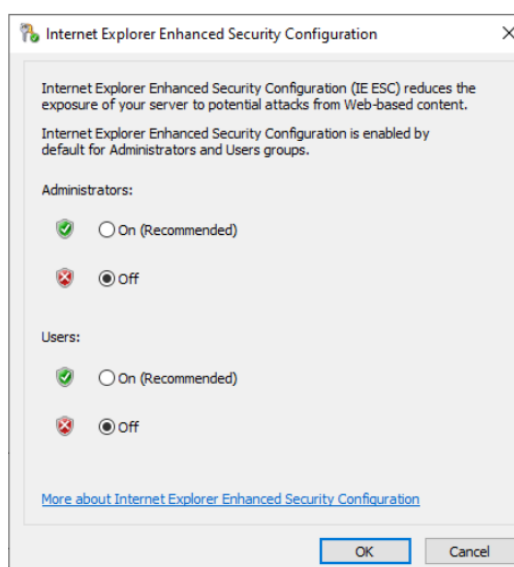 Internet Explorer Enhanced Security Configuration
Internet Explorer Enhanced Security Configuration (IE ESC) reduces the
exposure of your server to potential attacks from Web-based content.
Internet Explorer Enhanced Security Configuration is enabled by
default for Administrators and Users groups.
Administrators:
On (Recommended)
Off
Users:
On (Recommended)
Off
More about Internet Explorer Enhanced Security Configuration
OK Cancel